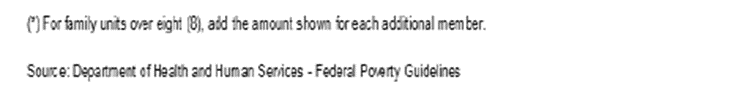 (*) For family units over eight (8), add the amount shown for each additional member.
Source: Department of Health and Human Services - Federal Poverty Guidelines